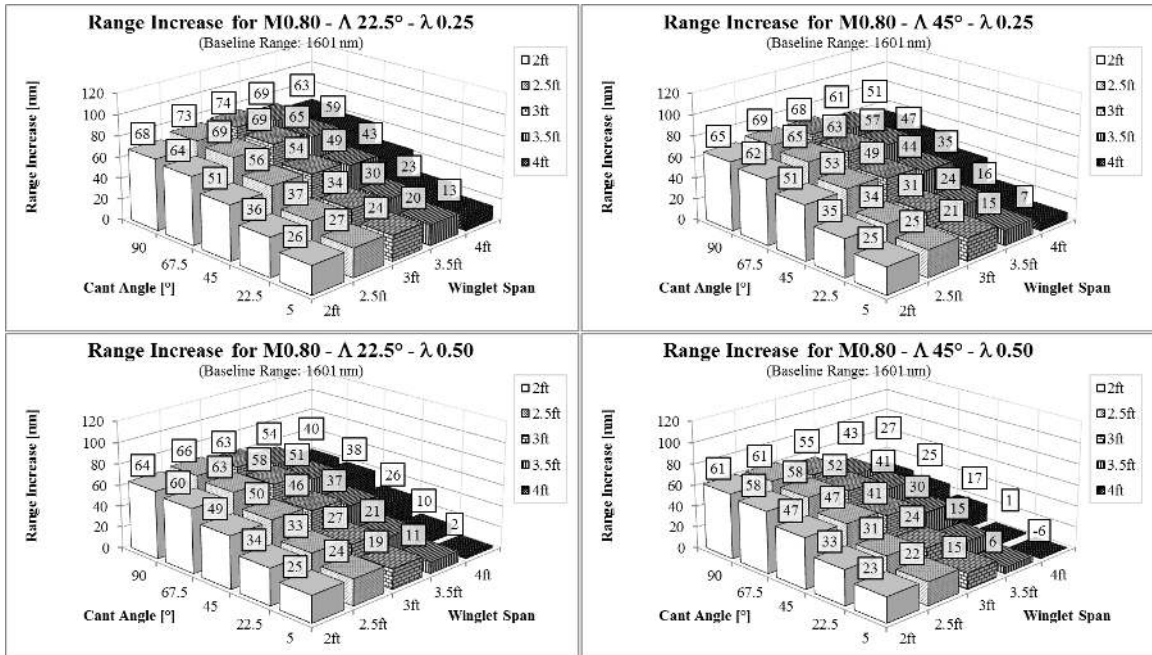 Range Increase for M0.80 - Λ 22.5° - λ 0.25
(Baseline Range: 1601nm)
Range Increase [nm]
120
100
80
60
40
20
0
68 64 51 36 26
73 69 56 37 27
74 69 54 34 24
69 65 49 30 20
63 59 43 23 13
90
67.5
45
22.5
5
Cant Angle [°]
2ft
2.5ft
3ft
3.5ft
4ft
Winglet Span
2ft
2.5ft
3ft
3.5ft
4ft
Range Increase for M0.80 - Λ 45° - λ 0.25
(Baseline Range: 1601nm)
Range Increase [nm]
120
100
80
60
40
20
0
65 62 51 35 25
69 65 53 34 25
68 63 49 31 21
61 57 44 24 15
51 47 35 16 7
90
67.5
45
22.5
5
Cant Angle [°]
2ft
2.5ft
3ft
3.5ft
4ft
Winglet Span
2ft
2.5ft
3ft
3.5ft
4ft
Range Increase for M0.80 - Λ 22.5° - λ 0.50
(Baseline Range: 1601nm)
Range Increase [nm]
120
100
80
60
40
20
0
64 60 49 34 25
66 63 50 33 24
63 58 46 27 19
54 51 37 21 11
40 38 26 10 2
90
67.5
45
22.5
5
Cant Angle [°]
2ft
2.5ft
3ft
3.5ft
4ft
Winglet Span
2ft
2.5ft
3ft
3.5ft
4ft
Range Increase for M0.80 - Λ 45° - λ 0.50
(Baseline Range: 1601nm)
Range Increase [nm]
120
100
80
60
40
20
0
61 58 47 33 23
61 58 47 31 22
55 52 41 24 15
43 41 30 15 6
27 25 17 1 -6
90
67.5
45
22.5
5
Cant Angle [°]
2ft
2.5ft
3ft
3.5ft
4ft
Winglet Span
2ft
2.5ft
3ft
3.5ft
4ft